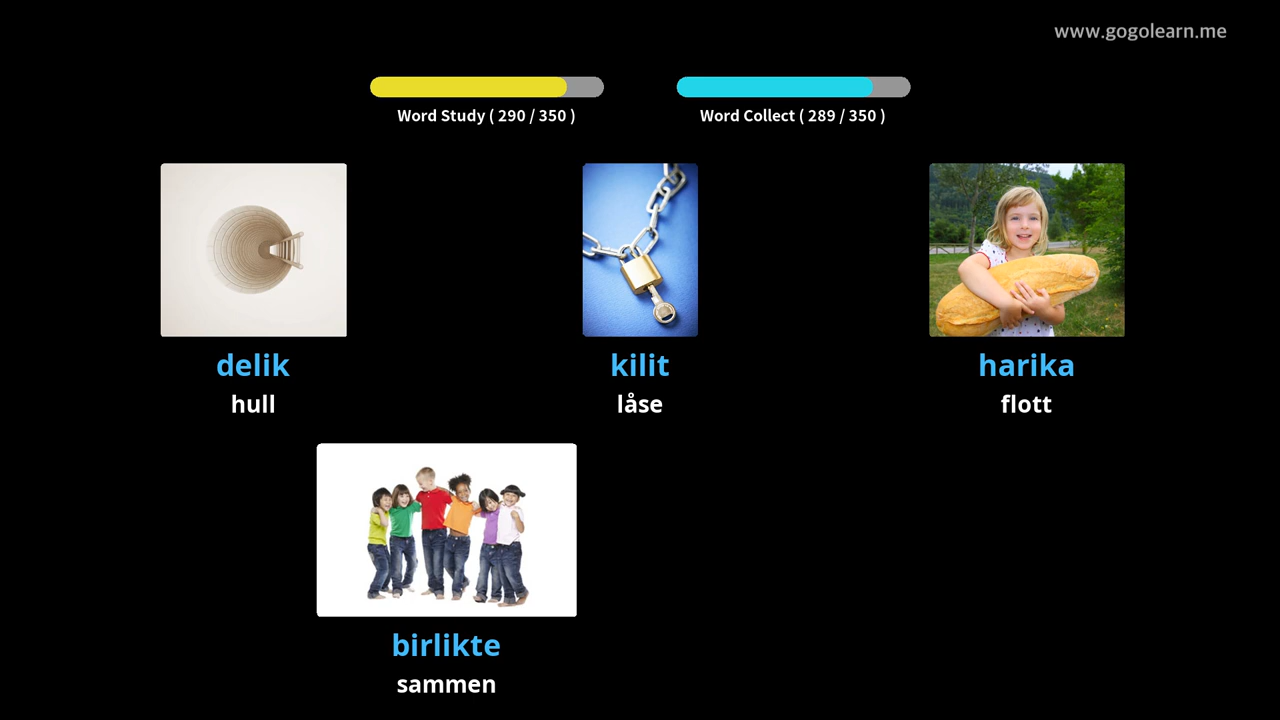 www.gogolearn.me
Word Study ( 290 / 350 )
Word Collect ( 289 / 350 )
delik
hull
kilit
låse
harika
flott
birlikte
sammen